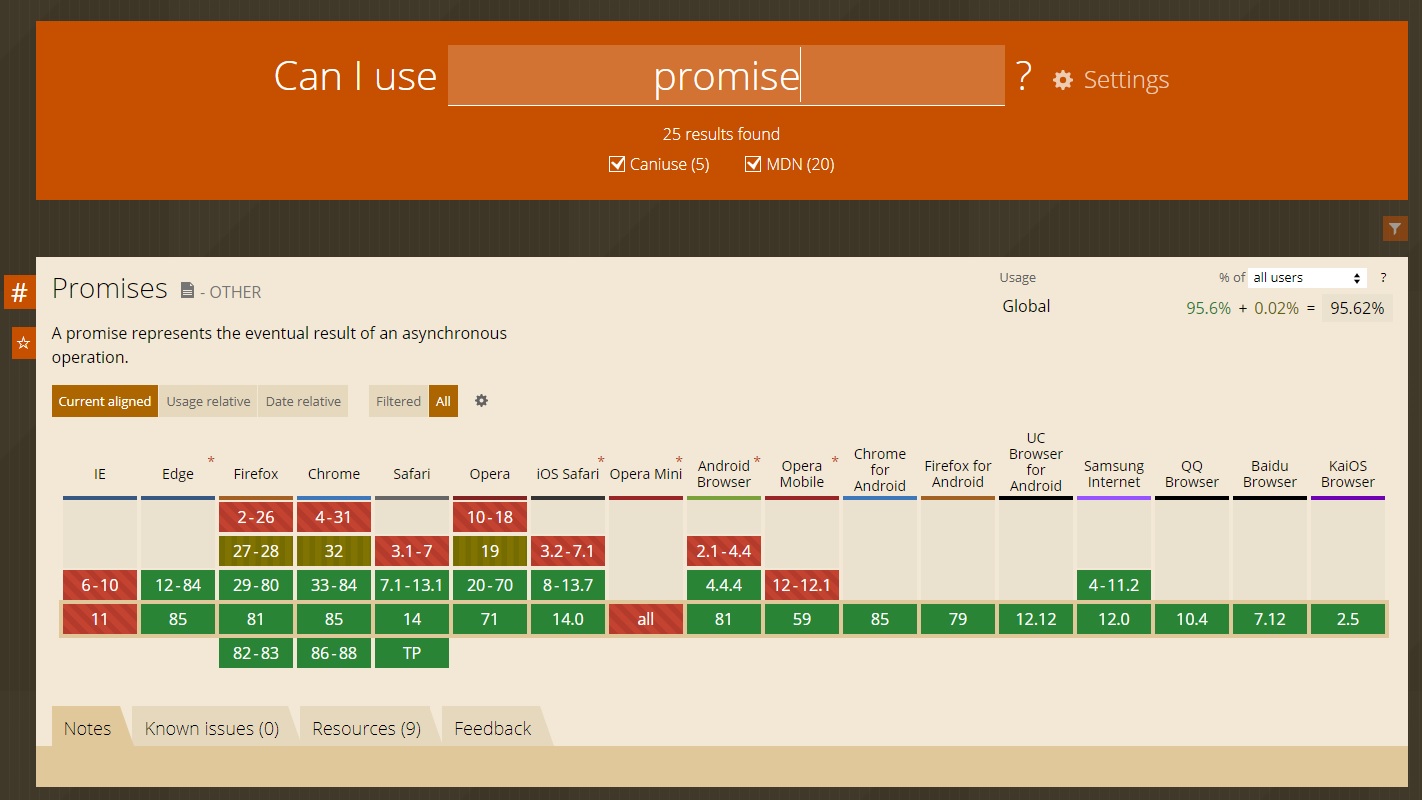 Can I use promise ? Settings
25 results found
Caniuse (5) MDN (20)
#
Promises - OTHER
Usage % of all users ?
Global 95.6% + 0.02% = 95.62%
A promise represents the eventual result of an asynchronous
operation.
Current aligned Usage relative Date relative Filtered All
IE
Edge *
Firefox
Chrome
Safari
Opera
iOS Safari *
Opera Mini *
Android Browser *
Opera Mobile *
Chrome for Android
Firefox for Android
UC Browser for Android
Samsung Internet
QQ Browser
Baidu Browser
KaiOS Browser
2-26 4-31 10-18
27-28 32 3.1-7 19 3.2-7.1 2.1-4.4
6-10 12-84 29-80 33-84 7.1-13.1 20-70 8-13.7 4.4.4 12-12.1 4-11.2
11 85 81 85 14 71 14.0 all 81 59 85 79 12.12 12.0 10.4 7.12 2.5
82-83 86-88 TP
Notes Known issues (0) Resources (9) Feedback